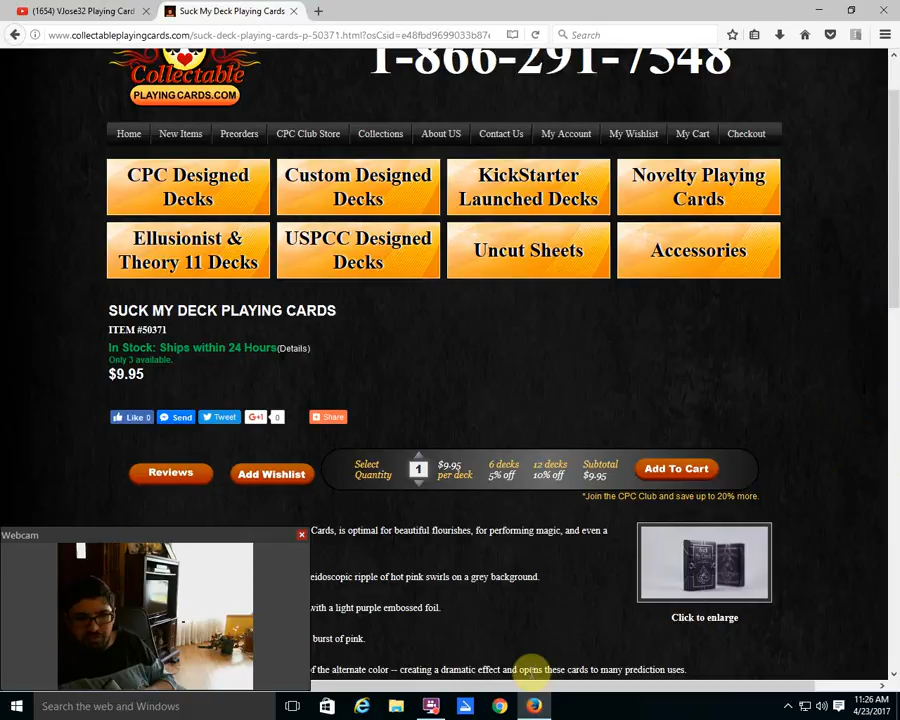 (1654) VJose32 Playing Card
Suck My Deck Playing Cards
www.collectableplayingcards.com/suck-deck-playing-cards-p-50371.html?osCsid=e48fbd9699033b87e
Search
Collectable
PLAYINGCARDS.COM
1-866-291-7548
Home
New Items
Preorders
CPC Club Store
Collections
About US
Contact Us
My Account
My Wishlist
My Cart
Checkout
CPC Designed
Decks
Custom Designed
Decks
KickStarter
Launched Decks
Novelty Playing
Cards
Ellusionist &
Theory 11 Decks
USPCC Designed
Decks
Uncut Sheets
Accessories
SUCK MY DECK PLAYING CARDS
ITEM #50371
In Stock: Ships within 24 Hours(Details)
Only 3 available.
$9.95
Like 0
Send
Tweet
G+1
0
Share
Reviews
Add Wishlist
Select
Quantity
1
$9.95
per deck
6 decks
5% off
12 decks
10% off
Subtotal
$9.95
Add To Cart
*Join the CPC Club and save up to 20% more.
Webcam
Cards, is optimal for beautiful flourishes, for performing magic, and even a
eidoscopic ripple of hot pink swirls on a grey background.
with a light purple embossed foil.
burst of pink.
of the alternate color -- creating a dramatic effect and opens these cards to many prediction uses.
Click to enlarge
Search the web and Windows
11:26 AM
4/23/2017